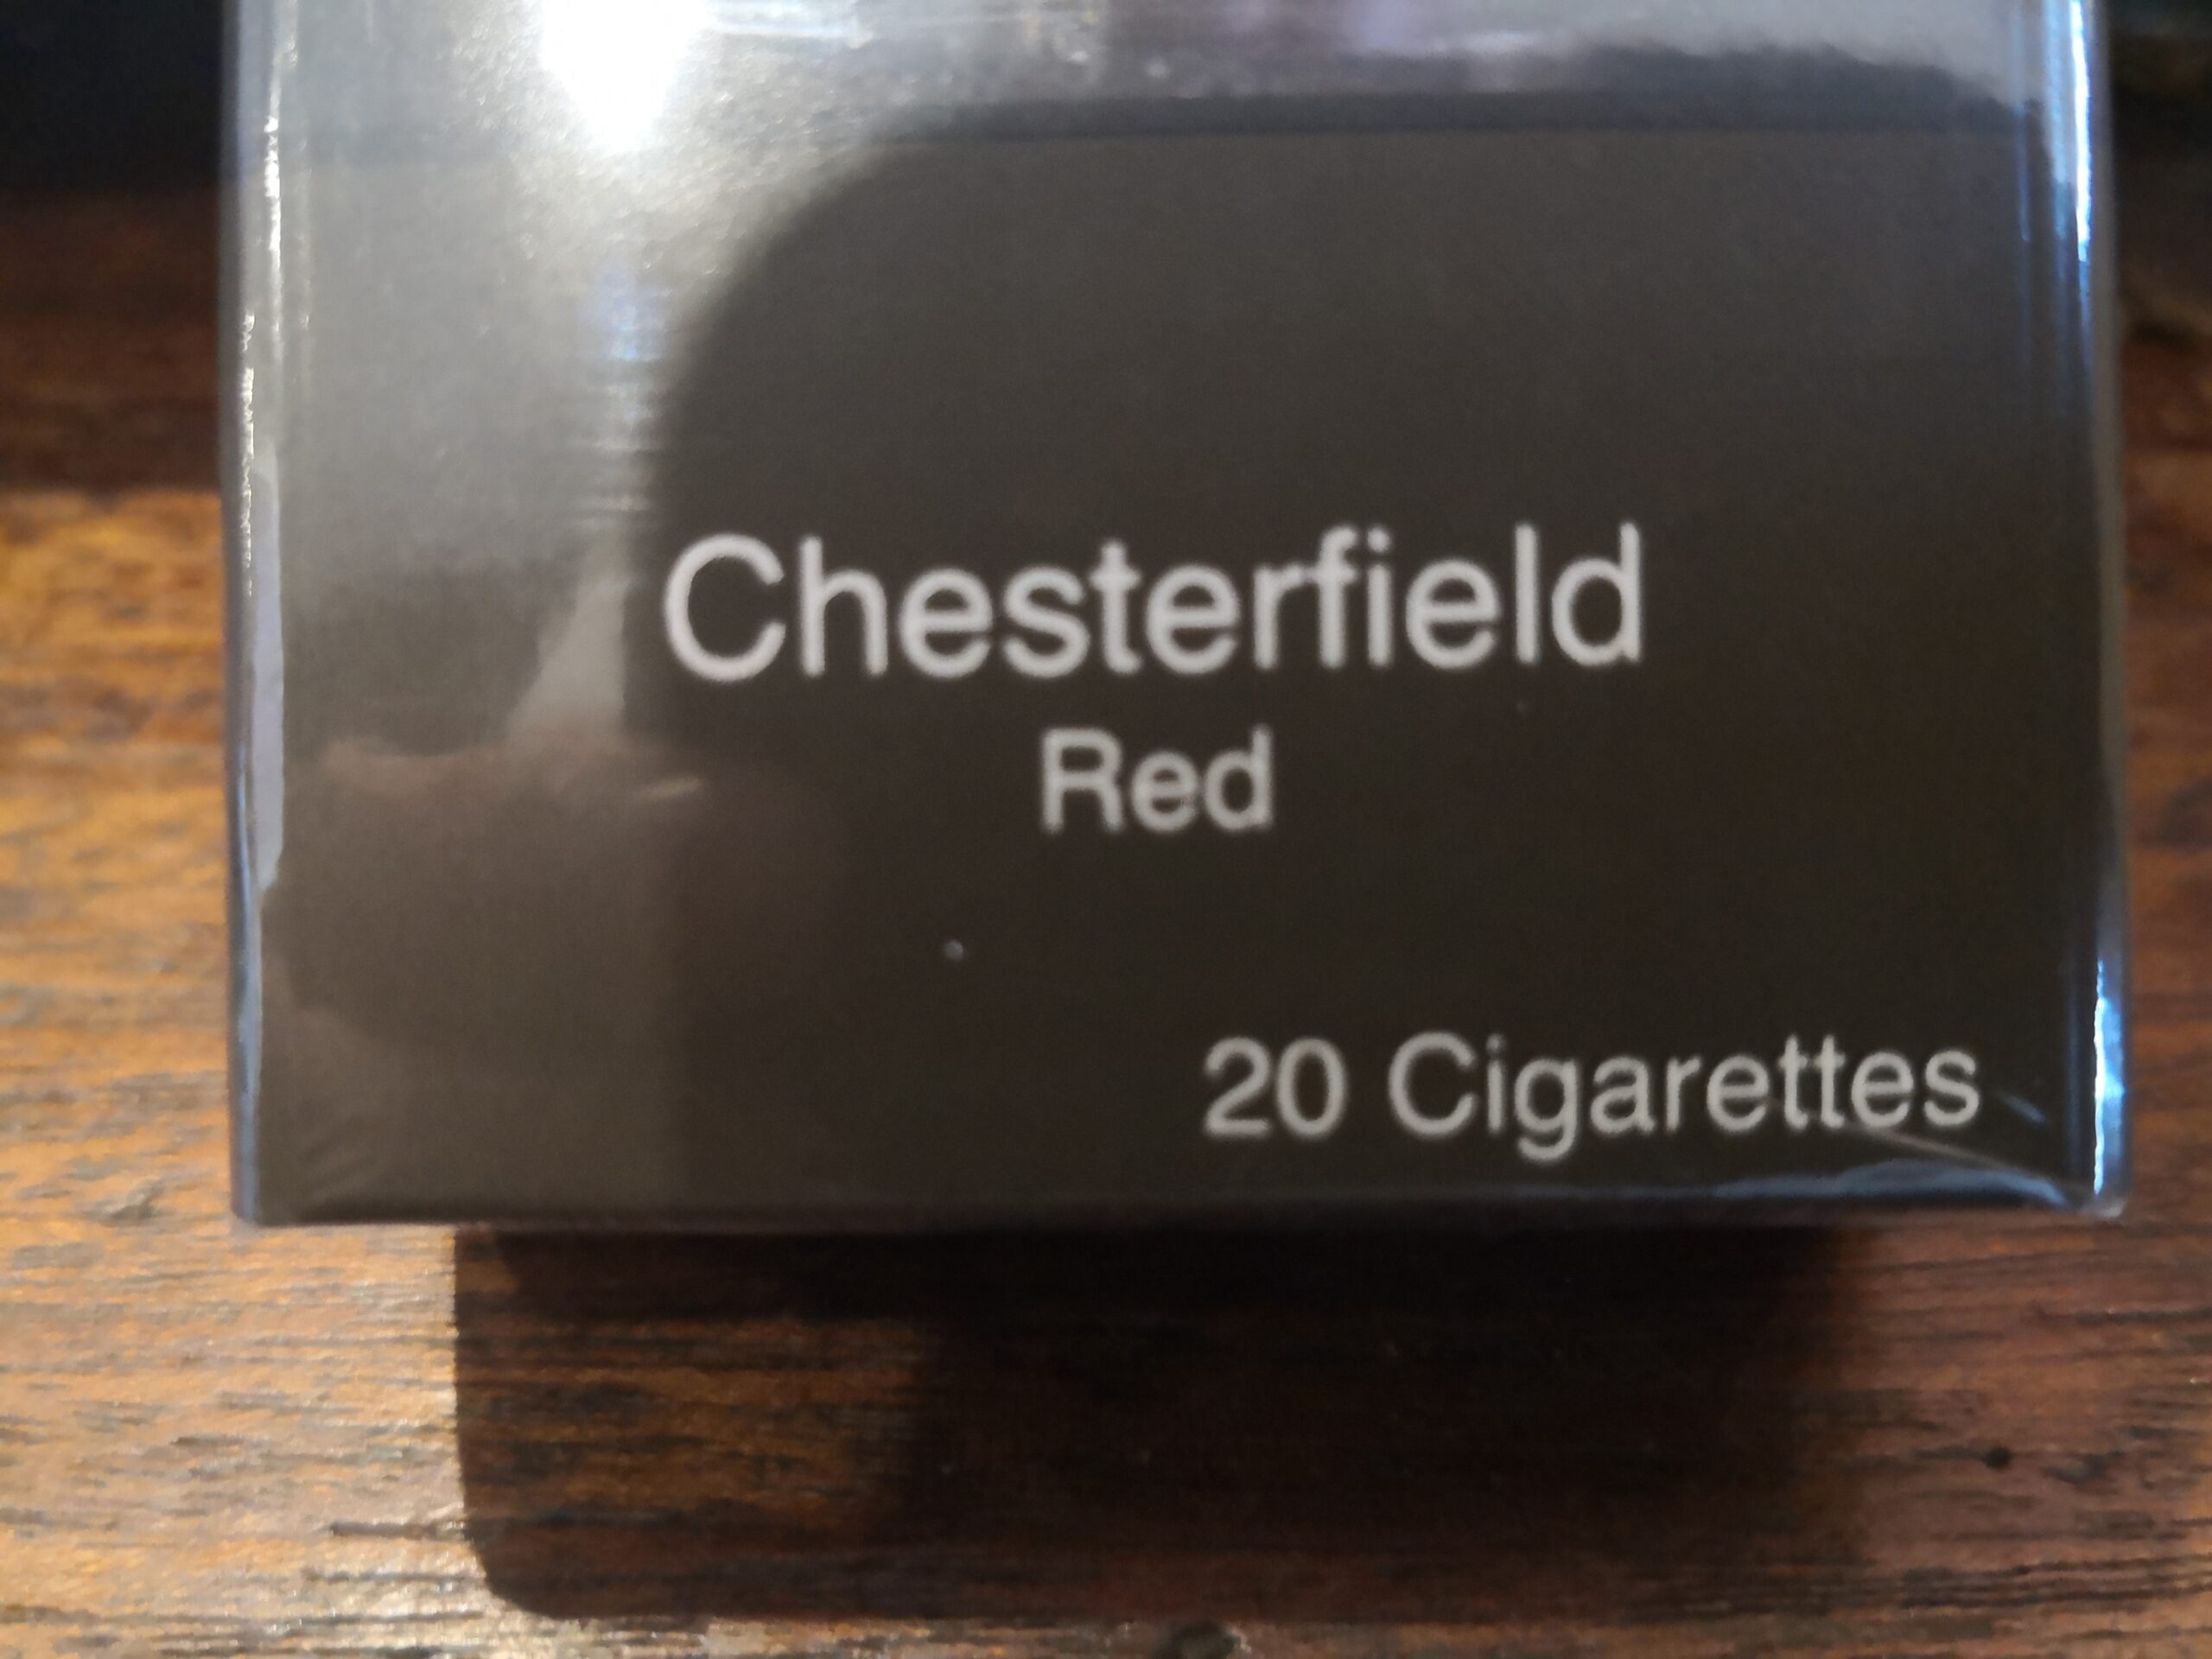 Chesterfield
Red
20 Cigarettes